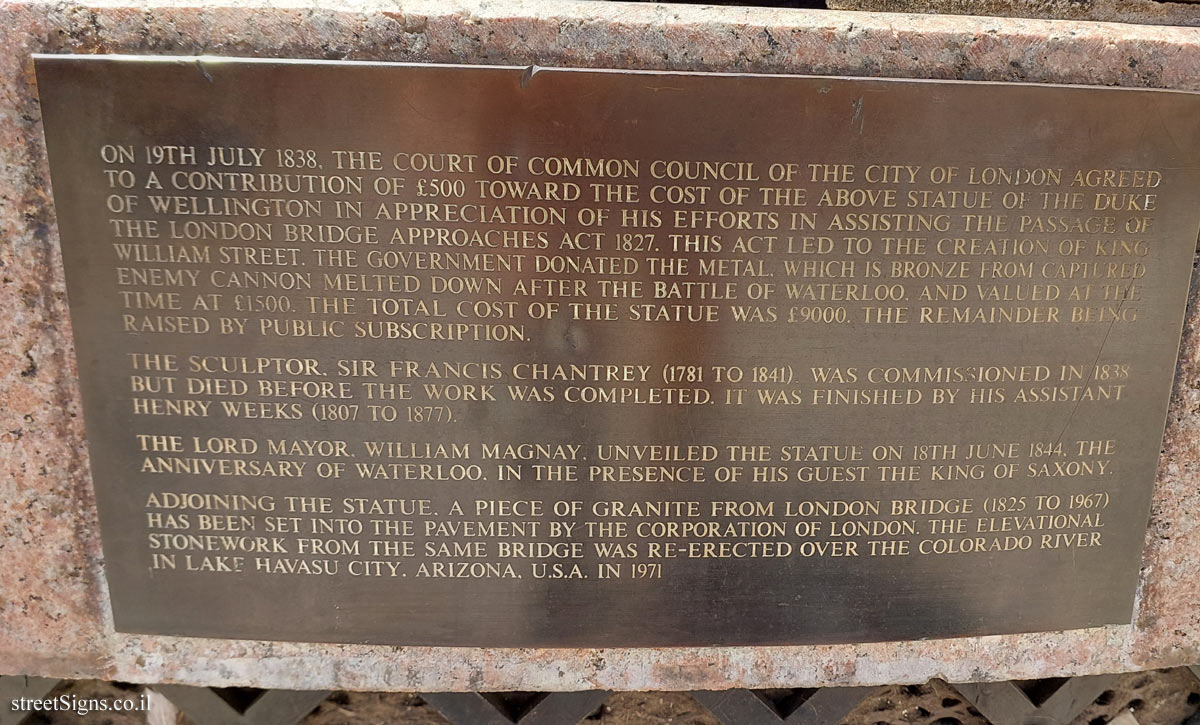 ON 19TH JULY 1838, THE COURT OF COMMON COUNCIL OF THE CITY OF LONDON AGREED
TO A CONTRIBUTION OF £500 TOWARD THE COST OF THE ABOVE STATUE OF THE DUKE
OF WELLINGTON IN APPRECIATION OF HIS EFFORTS IN ASSISTING THE PASSAGE OF
THE LONDON BRIDGE APPROACHES ACT 1827. THIS ACT LED TO THE CREATION OF KING
WILLIAM STREET. THE GOVERNMENT DONATED THE METAL, WHICH IS BRONZE FROM CAPTURED
ENEMY CANNON MELTED DOWN AFTER THE BATTLE OF WATERLOO, AND VALUED AT THE
TIME AT £1500. THE TOTAL COST OF THE STATUE WAS £9000, THE REMAINDER BEING
RAISED BY PUBLIC SUBSCRIPTION.
THE SCULPTOR, SIR FRANCIS CHANTREY (1781 TO 1841), WAS COMMISSIONED IN 1838
BUT DIED BEFORE THE WORK WAS COMPLETED. IT WAS FINISHED BY HIS ASSISTANT
HENRY WEEKS (1807 TO 1877).
THE LORD MAYOR, WILLIAM MAGNAY, UNVEILED THE STATUE ON 18TH JUNE 1844, THE
ANNIVERSARY OF WATERLOO, IN THE PRESENCE OF HIS GUEST THE KING OF SAXONY.
ADJOINING THE STATUE, A PIECE OF GRANITE FROM LONDON BRIDGE (1825 TO 1967)
HAS BEEN SET INTO THE PAVEMENT BY THE CORPORATION OF LONDON. THE ELEVATIONAL
STONEWORK FROM THE SAME BRIDGE WAS RE-ERECTED OVER THE COLORADO RIVER
IN LAKE HAVASU CITY, ARIZONA, U.S.A. IN 1971
streetSigns.co.il